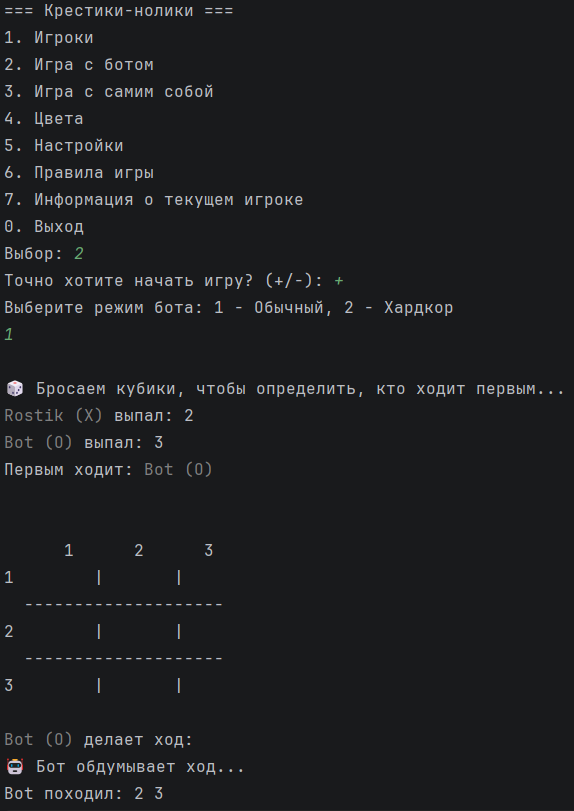 === Крестики-нолики ===
1. Игроки
2. Игра с ботом
3. Игра с самим собой
4. Цвета
5. Настройки
6. Правила игры
7. Информация о текущем игроке
0. Выход
Выбор: 2
Точно хотите начать игру? (+/-): +
Выберите режим бота: 1 - Обычный, 2 - Хардкор
1
🎲 Бросаем кубики, чтобы определить, кто ходит первым...
Rostik (X) выпал: 2
Bot (O) выпал: 3
Первым ходит: Bot (O)
      1      2      3
1        |       |
  --------------------
2        |       |
  --------------------
3        |       |
Bot (O) делает ход:
🤖 Бот обдумывает ход...
Bot походил: 2 3